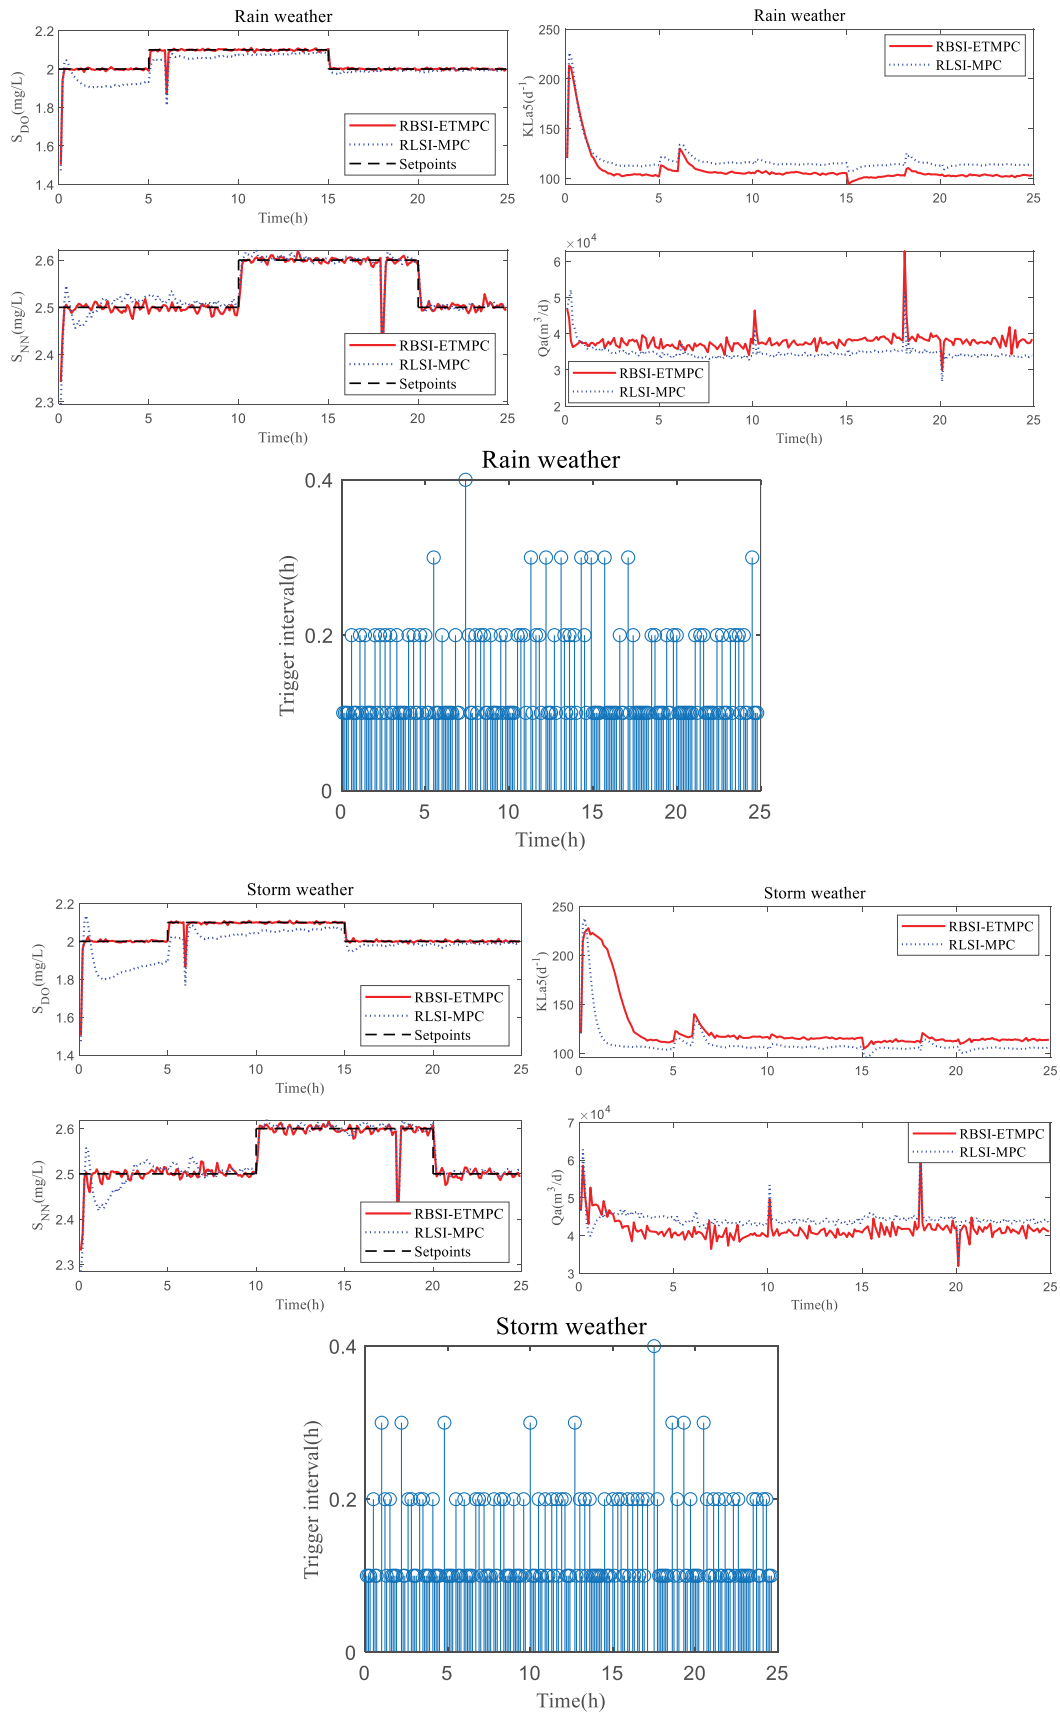 Rain weather
2.2
2
1.8
1.6
1.4
S_DO(mg/L)
0 5 10 15 20 25
Time(h)
RBSI-ETMPC
RLSI-MPC
Setpoints
Rain weather
250
200
150
100
KLa5(d^-1)
0 5 10 15 20 25
RBSI-ETMPC
RLSI-MPC
2.6
2.5
2.4
2.3
S_NN(mg/L)
0 5 10 15 20 25
Time(h)
RBSI-ETMPC
RLSI-MPC
Setpoints
×10^4
6
5
4
3
2
Qa(m^3/d)
0 5 10 15 20 25
Time(h)
RBSI-ETMPC
RLSI-MPC
Rain weather
0.4
0.2
0
Trigger interval(h)
0 5 10 15 20 25
Time(h)
Storm weather
2.2
2
1.8
1.6
1.4
S_DO(mg/L)
0 5 10 15 20 25
RBSI-ETMPC
RLSI-MPC
Setpoints
Storm weather
250
200
150
100
KLa5(d^-1)
0 5 10 15 20 25
RBSI-ETMPC
RLSI-MPC
2.6
2.5
2.4
2.3
S_NN(mg/L)
0 5 10 15 20 25
Time(h)
RBSI-ETMPC
RLSI-MPC
Setpoints
×10^4
7
6
5
4
3
Qa(m^3/d)
0 5 10 15 20 25
Time(h)
RBSI-ETMPC
RLSI-MPC
Storm weather
0.4
0.2
0
Trigger interval(h)
0 5 10 15 20 25
Time(h)